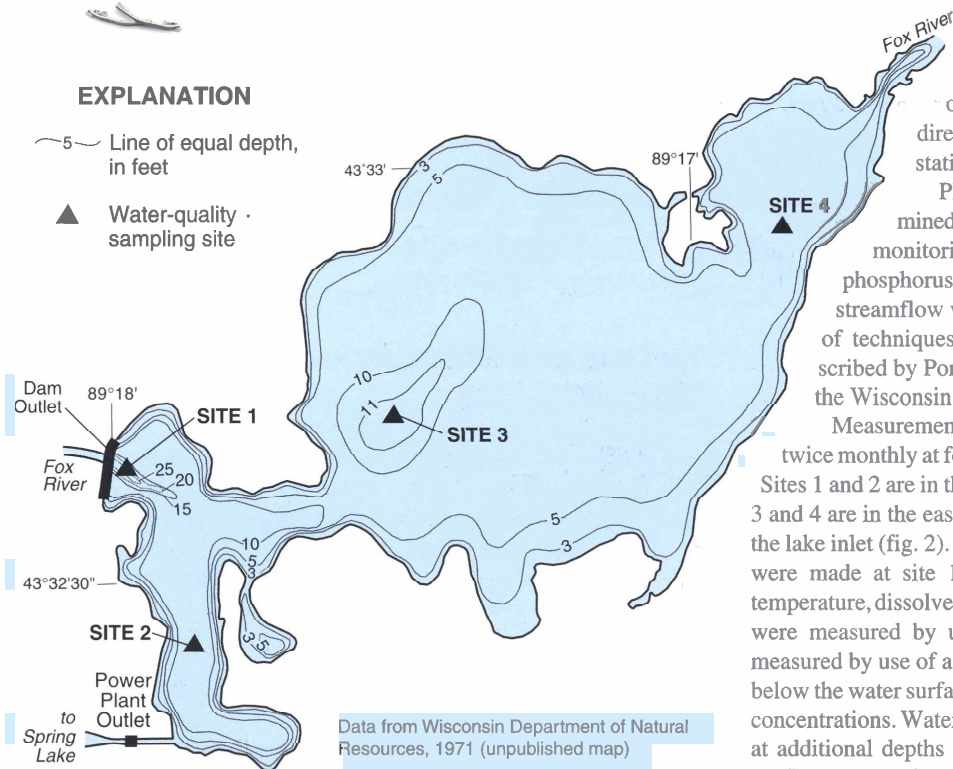 Fox River
EXPLANATION
5 Line of equal depth,
in feet
Water-quality
sampling site
43°33'
3
5
89°17'
SITE 4
10
11
SITE 3
Dam
Outlet
89°18'
SITE 1
Fox
River
25
20
15
10
5
3
5
3
43°32'30"
SITE 2
3
5
Power
Plant
Outlet
to
Spring
Lake
Data from Wisconsin Department of Natural
Resources, 1971 (unpublished map)
dire
stati
P
mined
monitori
phosphorus
streamflow
of techniques
scribed by Por
the Wisconsin
Measuremen
twice monthly at f
Sites 1 and 2 are in t
3 and 4 are in the eas
the lake inlet (fig. 2).
were made at site
temperature, dissolve
were measured by u
measured by use of a
below the water surfa
concentrations. Wate
at additional depths